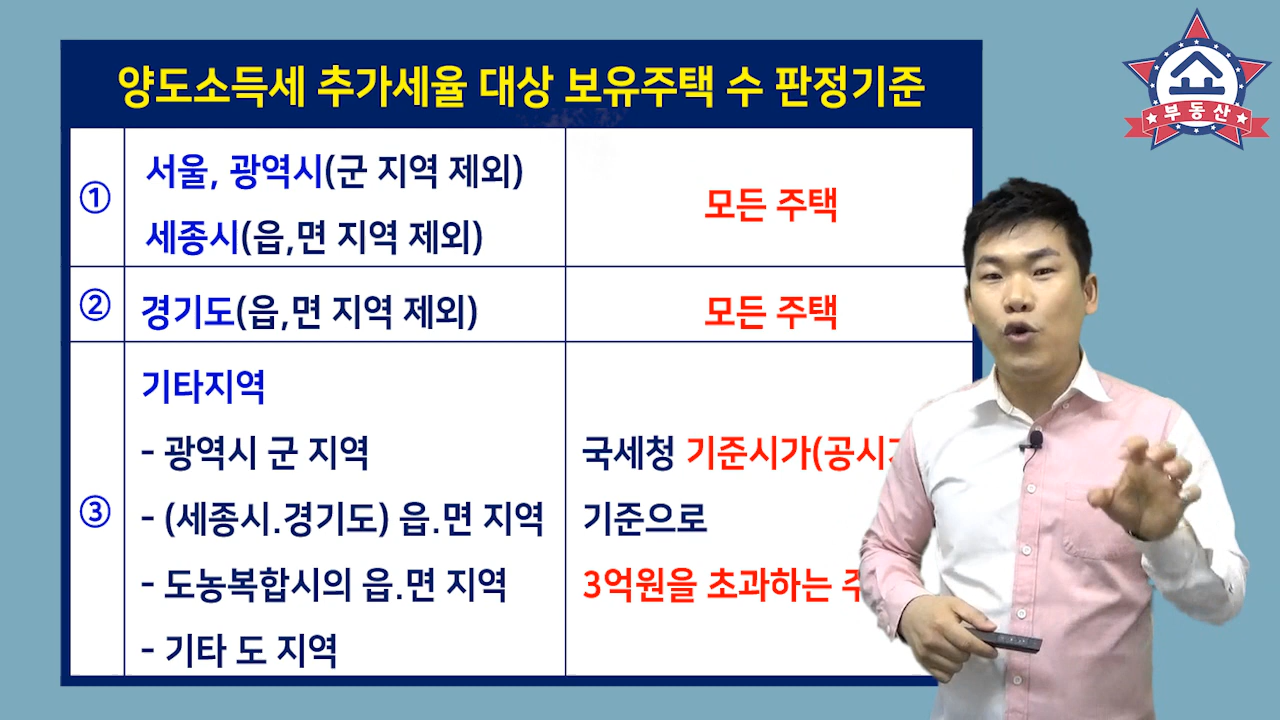 양도소득세 추가세율 대상 보유주택 수 판정기준
부동산
① 서울, 광역시(군 지역 제외)
세종시(읍,면 지역 제외)
모든 주택
② 경기도(읍,면 지역 제외)
모든 주택
③ 기타지역
- 광역시 군 지역
- (세종시.경기도) 읍.면 지역
- 도농복합시의 읍.면 지역
- 기타 도 지역
국세청 기준시가(공시
기준으로
3억원을 초과하는